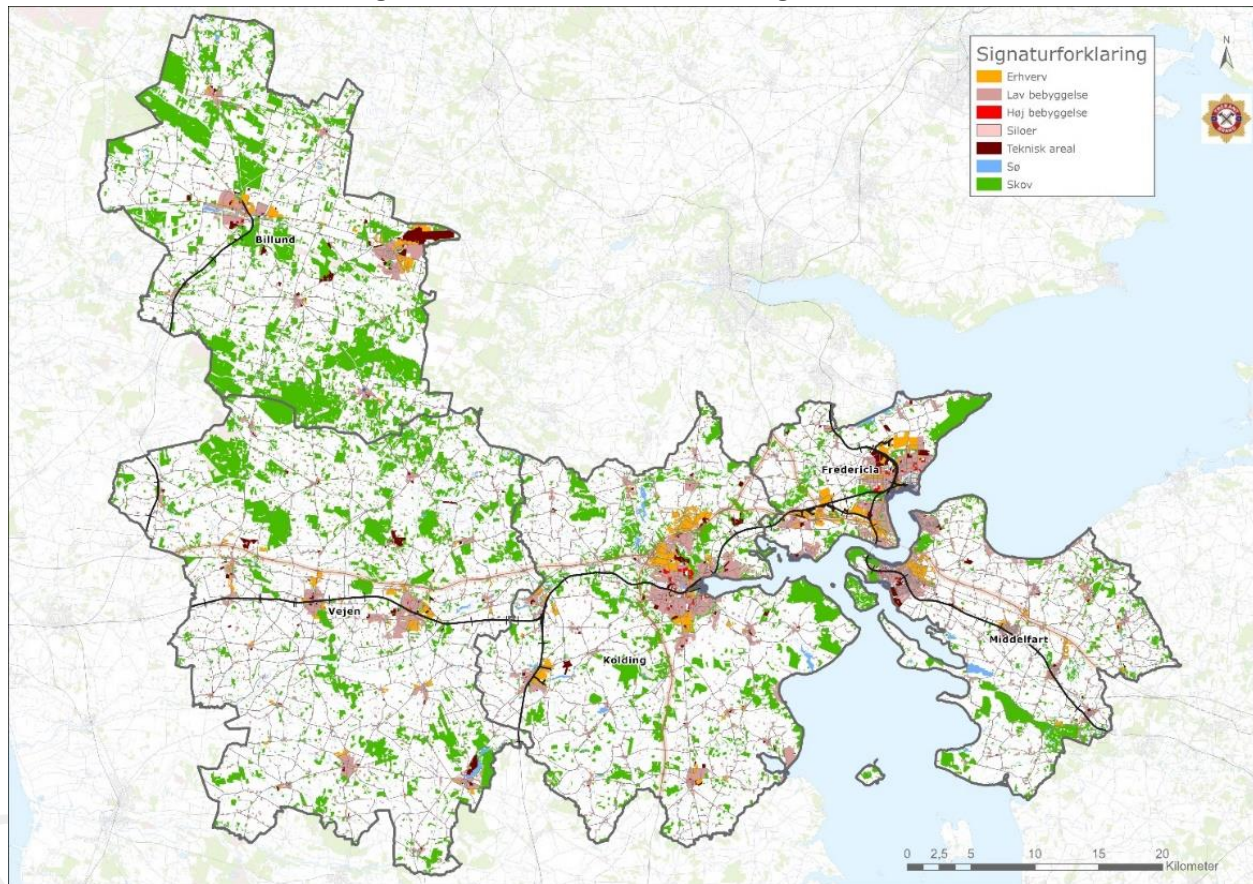 N
Signaturforklaring
Erhverv
Lav bebyggelse
Høj bebyggelse
Siloer
Teknisk areal
Sø
Skov
Billund
Fredericia
Vejen
Kolding
Middelfart
0 2,5 5 10 15 20
Kilometer